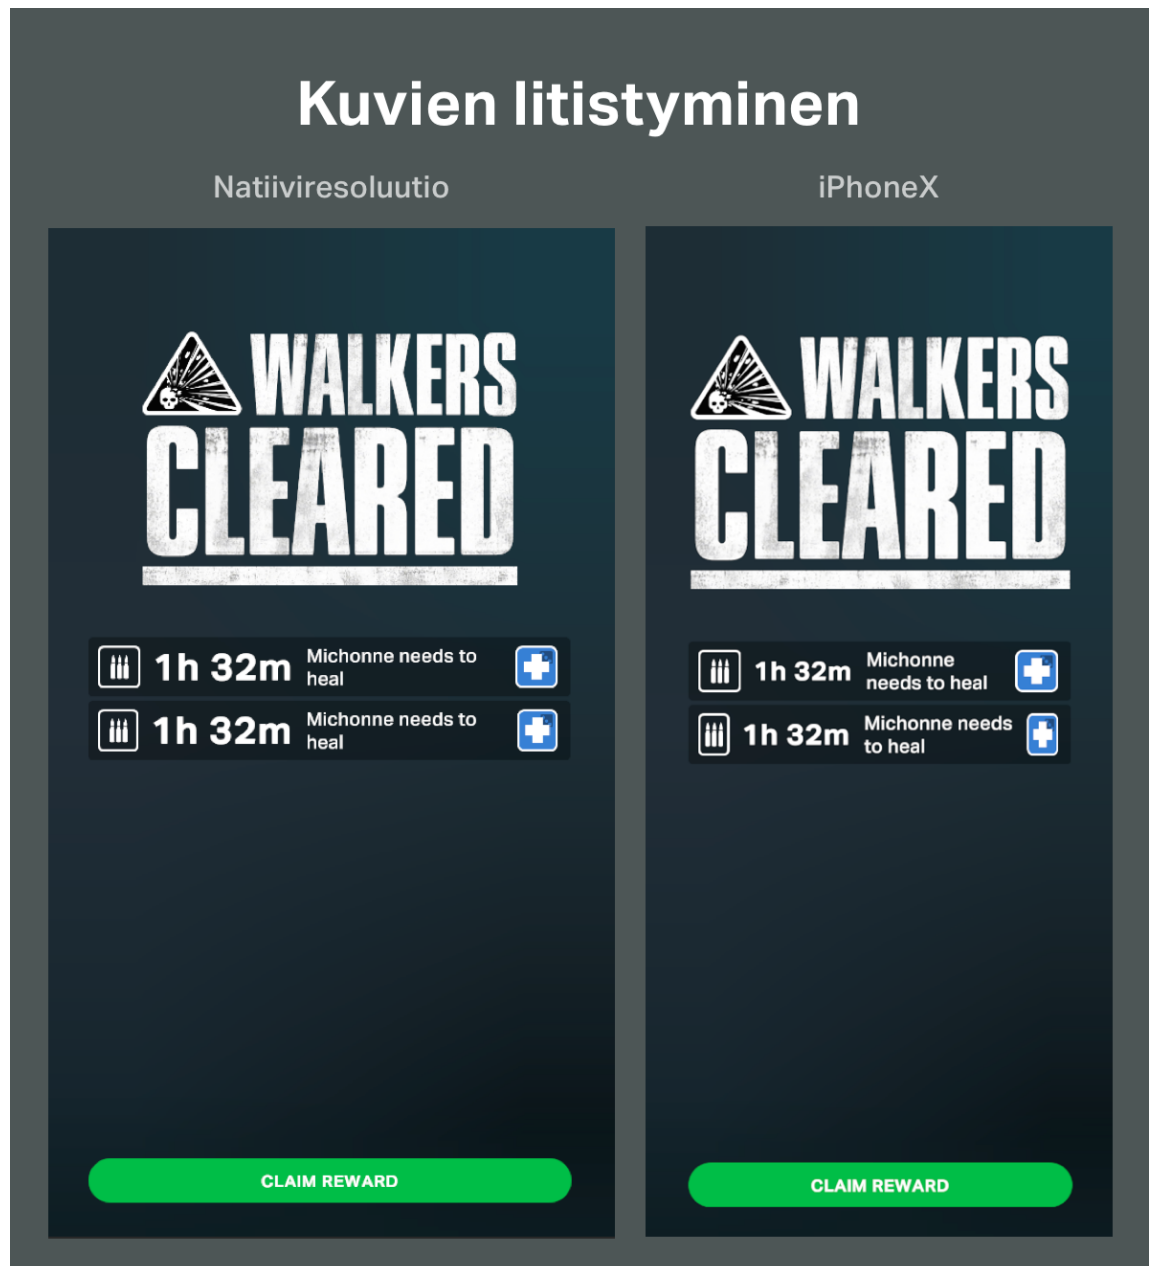 Kuvien litistyminen
Natiiviresoluutio
WALKERS
CLEARED
1h 32m
Michonne needs to
heal
1h 32m
Michonne needs to
heal
CLAIM REWARD
iPhoneX
WALKERS
CLEARED
1h 32m
Michonne
needs to heal
1h 32m
Michonne needs
to heal
CLAIM REWARD